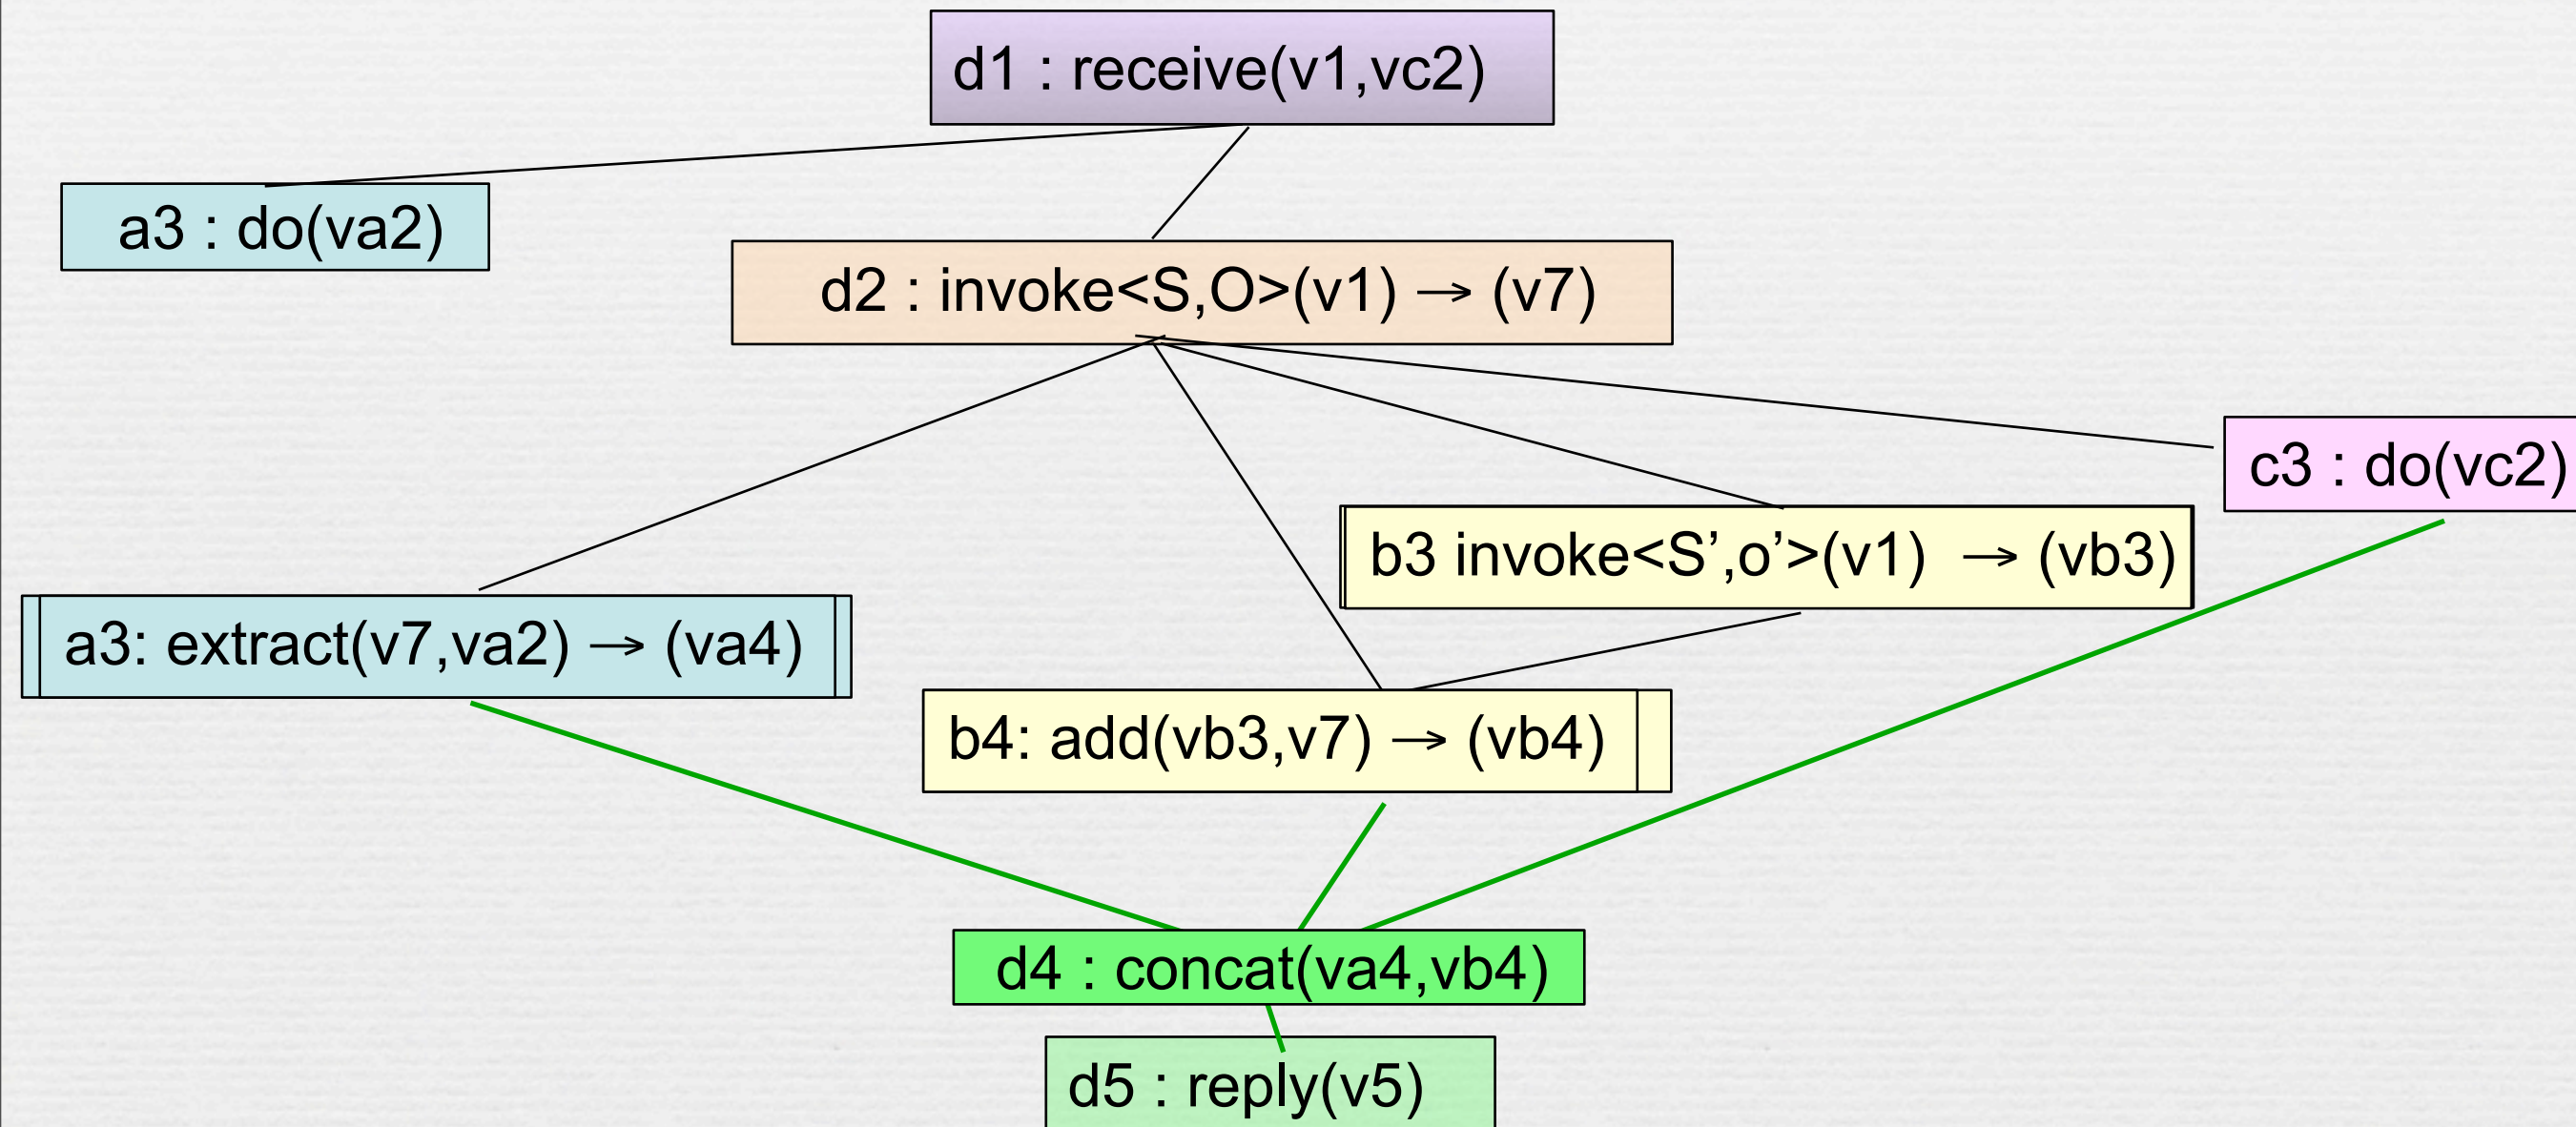 d1 : receive(v1,vc2)
a3 : do(va2)
d2 : invoke<S,O>(v1) → (v7)
c3 : do(vc2)
b3 invoke<S’,o’>(v1) → (vb3)
a3: extract(v7,va2) → (va4)
b4: add(vb3,v7) → (vb4)
d4 : concat(va4,vb4)
d5 : reply(v5)